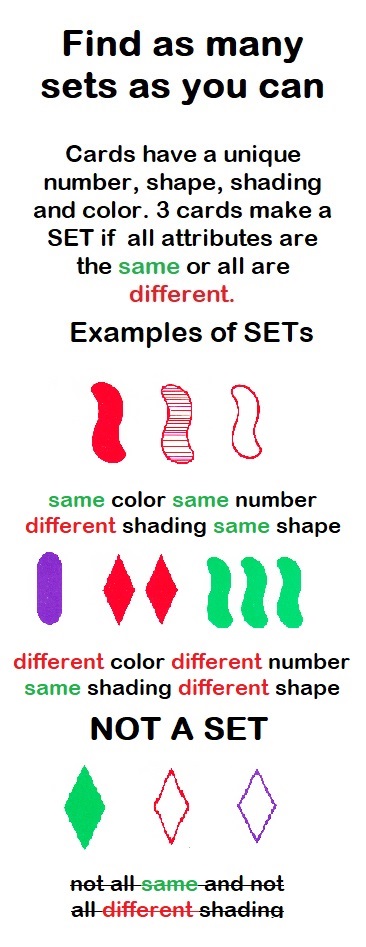 Find as many
sets as you can
Cards have a unique
number, shape, shading
and color. 3 cards make a
SET if all attributes are
the same or all are
different.
Examples of SETs
same color same number
different shading same shape
different color different number
same shading different shape
NOT A SET
not all same and not
all different shading